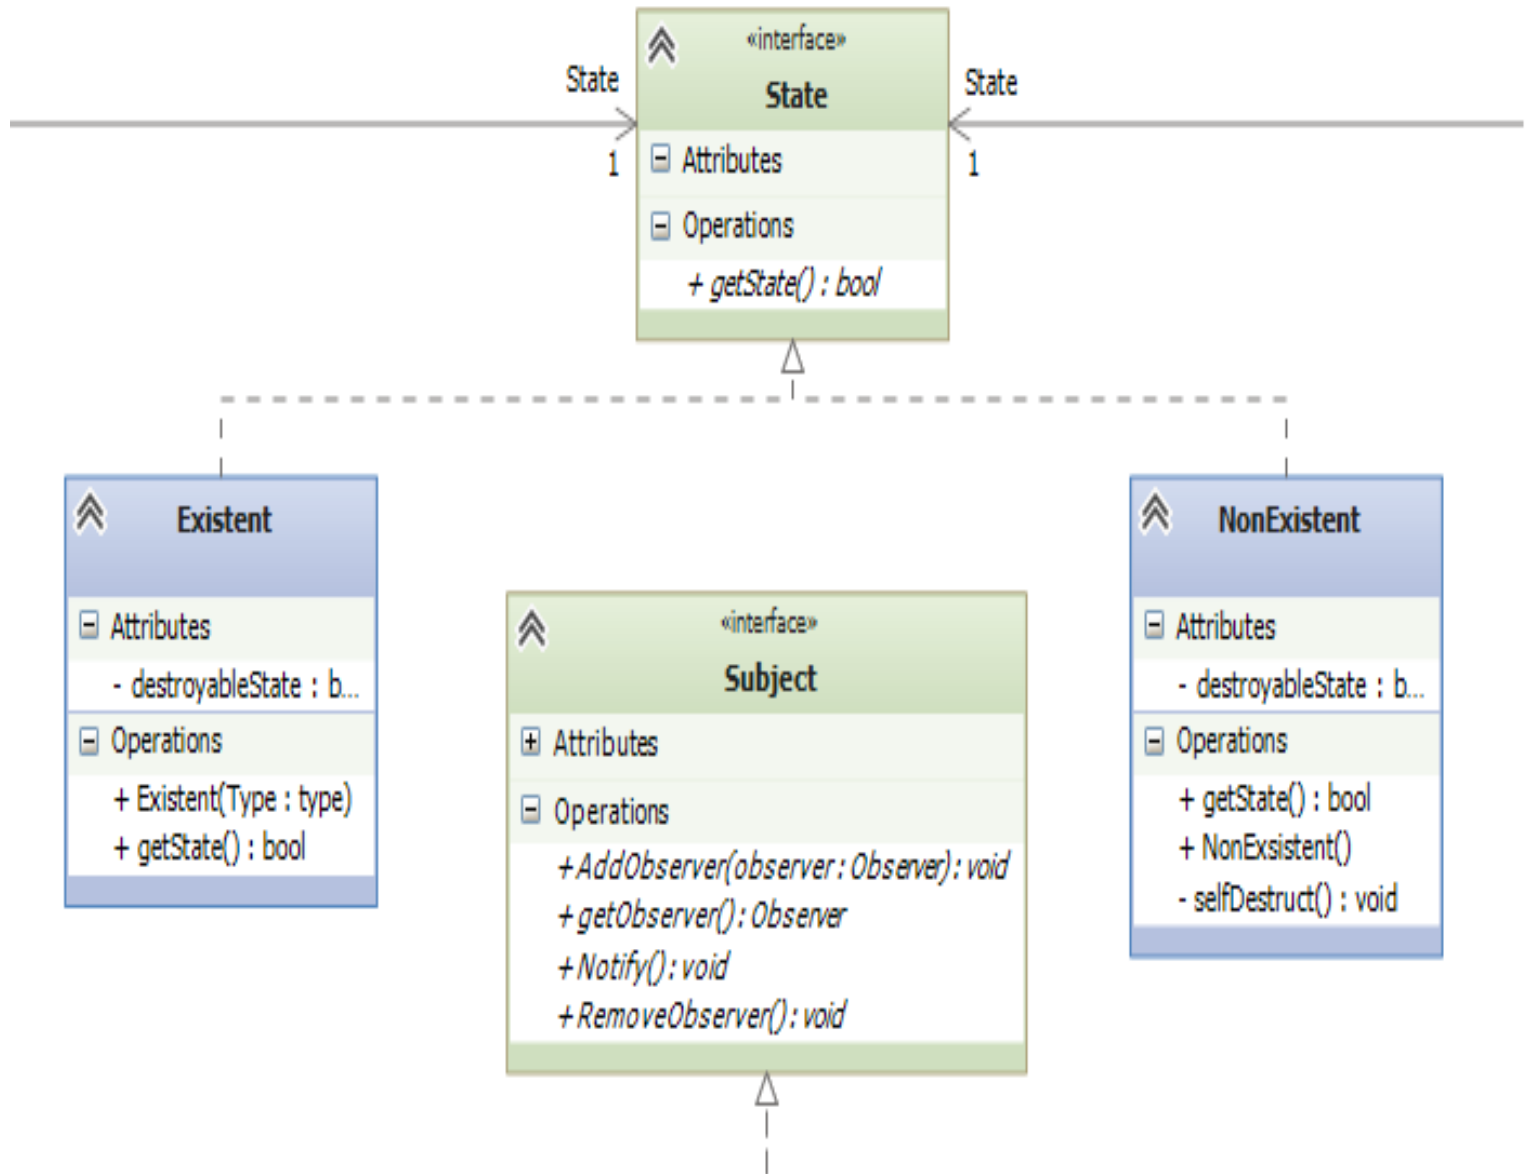 «interface»
State
State
State
1
1
Attributes
Operations
+ getState() : bool
Existent
Attributes
- destroyableState : b...
Operations
+ Existent(Type : type)
+ getState() : bool
«interface»
Subject
Attributes
Operations
+ AddObserver(observer : Observer) : void
+ getObserver() : Observer
+ Notify() : void
+ RemoveObserver() : void
NonExistent
Attributes
- destroyableState : b...
Operations
+ getState() : bool
+ NonExsistent()
- selfDestruct() : void